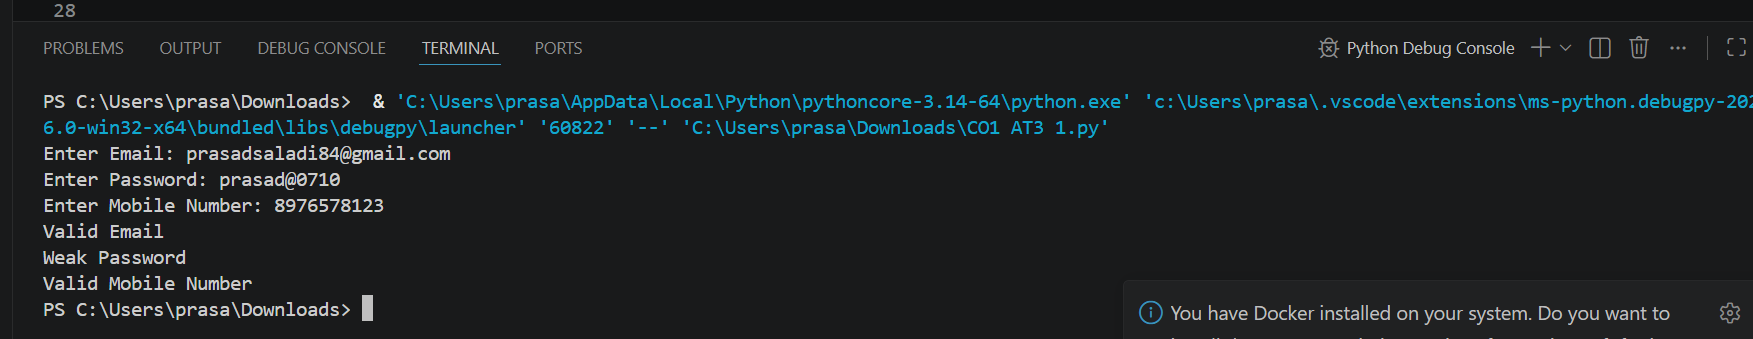 28
PROBLEMS OUTPUT DEBUG CONSOLE TERMINAL PORTS Python Debug Console
PS C:\Users\prasa\Downloads>  & 'C:\Users\prasa\AppData\Local\Python\pythoncore-3.14-64\python.exe' 'c:\Users\prasa\.vscode\extensions\ms-python.debugpy-202
6.0-win32-x64\bundled\libs\debugpy\launcher' '60822' '--' 'C:\Users\prasa\Downloads\CO1 AT3 1.py'
Enter Email: prasadsaladi84@gmail.com
Enter Password: prasad@0710
Enter Mobile Number: 8976578123
Valid Email
Weak Password
Valid Mobile Number
PS C:\Users\prasa\Downloads>
You have Docker installed on your system. Do you want to